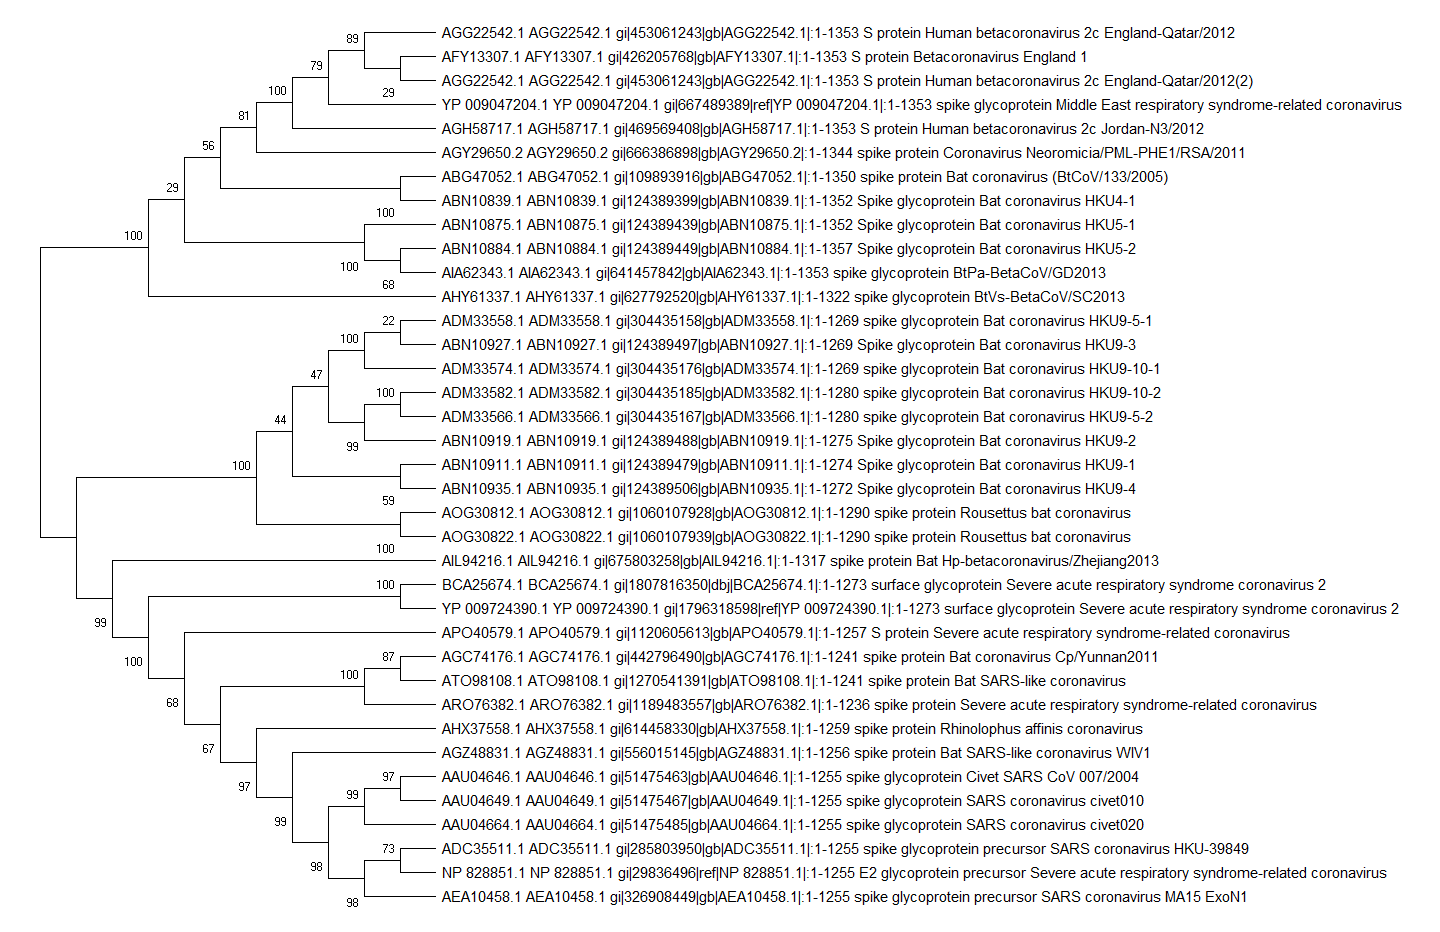 89
AGG22542.1 AGG22542.1 gi|453061243|gb|AGG22542.1|:1-1353 S protein Human betacoronavirus 2c England-Qatar/2012
AFY13307.1 AFY13307.1 gi|426205768|gb|AFY13307.1|:1-1353 S protein Betacoronavirus England 1
79
AGG22542.1 AGG22542.1 gi|453061243|gb|AGG22542.1|:1-1353 S protein Human betacoronavirus 2c England-Qatar/2012(2)
29
100
YP 009047204.1 YP 009047204.1 gi|667489389|ref|YP 009047204.1|:1-1353 spike glycoprotein Middle East respiratory syndrome-related coronavirus
81
AGH58717.1 AGH58717.1 gi|469569408|gb|AGH58717.1|:1-1353 S protein Human betacoronavirus 2c Jordan-N3/2012
56
AGY29650.2 AGY29650.2 gi|666386898|gb|AGY29650.2|:1-1344 spike protein Coronavirus Neoromicia/PML-PHE1/RSA/2011
ABG47052.1 ABG47052.1 gi|109893916|gb|ABG47052.1|:1-1350 spike protein Bat coronavirus (BtCoV/133/2005)
29
ABN10839.1 ABN10839.1 gi|124389399|gb|ABN10839.1|:1-1352 Spike glycoprotein Bat coronavirus HKU4-1
100
ABN10875.1 ABN10875.1 gi|124389439|gb|ABN10875.1|:1-1352 Spike glycoprotein Bat coronavirus HKU5-1
100
ABN10884.1 ABN10884.1 gi|124389449|gb|ABN10884.1|:1-1357 Spike glycoprotein Bat coronavirus HKU5-2
100
AIA62343.1 AIA62343.1 gi|641457842|gb|AIA62343.1|:1-1353 spike glycoprotein BtPa-BetaCoV/GD2013
68
AHY61337.1 AHY61337.1 gi|627792520|gb|AHY61337.1|:1-1322 spike glycoprotein BtVs-BetaCoV/SC2013
22
ADM33558.1 ADM33558.1 gi|304435158|gb|ADM33558.1|:1-1269 spike glycoprotein Bat coronavirus HKU9-5-1
100
ABN10927.1 ABN10927.1 gi|124389497|gb|ABN10927.1|:1-1269 Spike glycoprotein Bat coronavirus HKU9-3
47
ADM33574.1 ADM33574.1 gi|304435176|gb|ADM33574.1|:1-1269 spike glycoprotein Bat coronavirus HKU9-10-1
100
ADM33582.1 ADM33582.1 gi|304435185|gb|ADM33582.1|:1-1280 spike glycoprotein Bat coronavirus HKU9-10-2
44
ADM33566.1 ADM33566.1 gi|304435167|gb|ADM33566.1|:1-1280 spike glycoprotein Bat coronavirus HKU9-5-2
99
ABN10919.1 ABN10919.1 gi|124389488|gb|ABN10919.1|:1-1275 Spike glycoprotein Bat coronavirus HKU9-2
100
ABN10911.1 ABN10911.1 gi|124389479|gb|ABN10911.1|:1-1274 Spike glycoprotein Bat coronavirus HKU9-1
ABN10935.1 ABN10935.1 gi|124389506|gb|ABN10935.1|:1-1272 Spike glycoprotein Bat coronavirus HKU9-4
59
AOG30812.1 AOG30812.1 gi|1060107928|gb|AOG30812.1|:1-1290 spike protein Rousettus bat coronavirus
AOG30822.1 AOG30822.1 gi|1060107939|gb|AOG30822.1|:1-1290 spike protein Rousettus bat coronavirus
100
AIL94216.1 AIL94216.1 gi|675803258|gb|AIL94216.1|:1-1317 spike protein Bat Hp-betacoronavirus/Zhejiang2013
100
BCA25674.1 BCA25674.1 gi|1807816350|dbj|BCA25674.1|:1-1273 surface glycoprotein Severe acute respiratory syndrome coronavirus 2
YP 009724390.1 YP 009724390.1 gi|1796318598|ref|YP 009724390.1|:1-1273 surface glycoprotein Severe acute respiratory syndrome coronavirus 2
99
APO40579.1 APO40579.1 gi|1120605613|gb|APO40579.1|:1-1257 S protein Severe acute respiratory syndrome-related coronavirus
100
87
AGC74176.1 AGC74176.1 gi|442796490|gb|AGC74176.1|:1-1241 spike protein Bat coronavirus Cp/Yunnan2011
100
ATO98108.1 ATO98108.1 gi|1270541391|gb|ATO98108.1|:1-1241 spike protein Bat SARS-like coronavirus
68
ARO76382.1 ARO76382.1 gi|1189483557|gb|ARO76382.1|:1-1236 spike protein Severe acute respiratory syndrome-related coronavirus
AHX37558.1 AHX37558.1 gi|614458330|gb|AHX37558.1|:1-1259 spike protein Rhinolophus affinis coronavirus
67
AGZ48831.1 AGZ48831.1 gi|556015145|gb|AGZ48831.1|:1-1256 spike protein Bat SARS-like coronavirus WIV1
97
AAU04646.1 AAU04646.1 gi|51475463|gb|AAU04646.1|:1-1255 spike glycoprotein Civet SARS CoV 007/2004
97
99
AAU04649.1 AAU04649.1 gi|51475467|gb|AAU04649.1|:1-1255 spike glycoprotein SARS coronavirus civet010
99
AAU04664.1 AAU04664.1 gi|51475485|gb|AAU04664.1|:1-1255 spike glycoprotein SARS coronavirus civet020
73
ADC35511.1 ADC35511.1 gi|285803950|gb|ADC35511.1|:1-1255 spike glycoprotein precursor SARS coronavirus HKU-39849
98
NP 828851.1 NP 828851.1 gi|29836496|ref|NP 828851.1|:1-1255 E2 glycoprotein precursor Severe acute respiratory syndrome-related coronavirus
98
AEA10458.1 AEA10458.1 gi|326908449|gb|AEA10458.1|:1-1255 spike glycoprotein precursor SARS coronavirus MA15 ExoN1